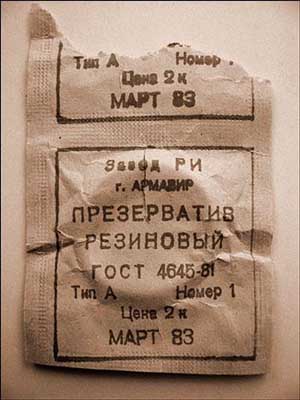 Тип А Номер 1
Цена 2 к
МАРТ 83
Завод РИ
г. АРМАВИР
ПРЕЗЕРВАТИВ
РЕЗИНОВЫЙ
ГОСТ 4645-81
Тип А Номер 1
Цена 2 к
МАРТ 83